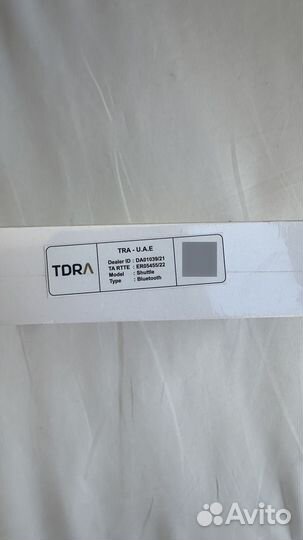 TDRA
TRA - U.A.E
Dealer ID : DA01039/21
TA RTTE : ER05455/22
Model : Shuttle
Type : Bluetooth
Avito